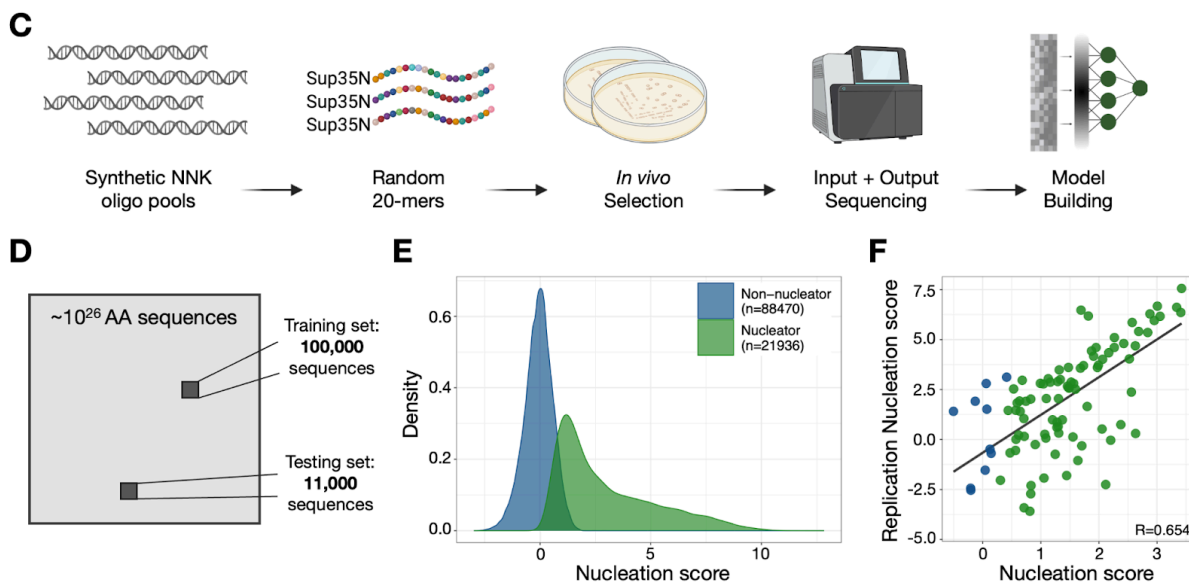 C
Sup35N
Sup35N
Sup35N
Synthetic NNK
oligo pools
Random
20-mers
In vivo
Selection
Input + Output
Sequencing
Model
Building
D
~10²⁶ AA sequences
Training set:
100,000
sequences
Testing set:
11,000
sequences
E
Density
0.6
0.4
0.2
0.0
Non-nucleator
(n=88470)
Nucleator
(n=21936)
0
5
10
Nucleation score
F
Replication Nucleation score
7.5
5.0
2.5
0.0
-2.5
-5.0
R=0.654
0
1
2
3
Nucleation score